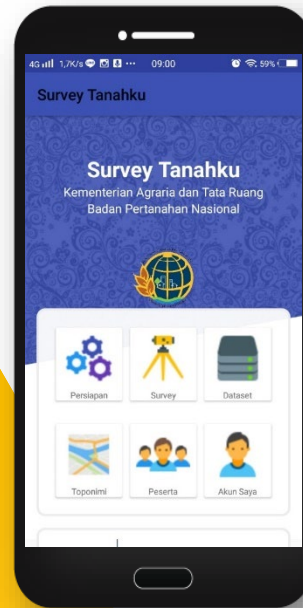 4G 1,7K/s ... 09:00 59%
Survey Tanahku
Survey Tanahku
Kementerian Agraria dan Tata Ruang
Badan Pertanahan Nasional
Persiapan Survey Dataset
Toponimi Peserta Akun Saya